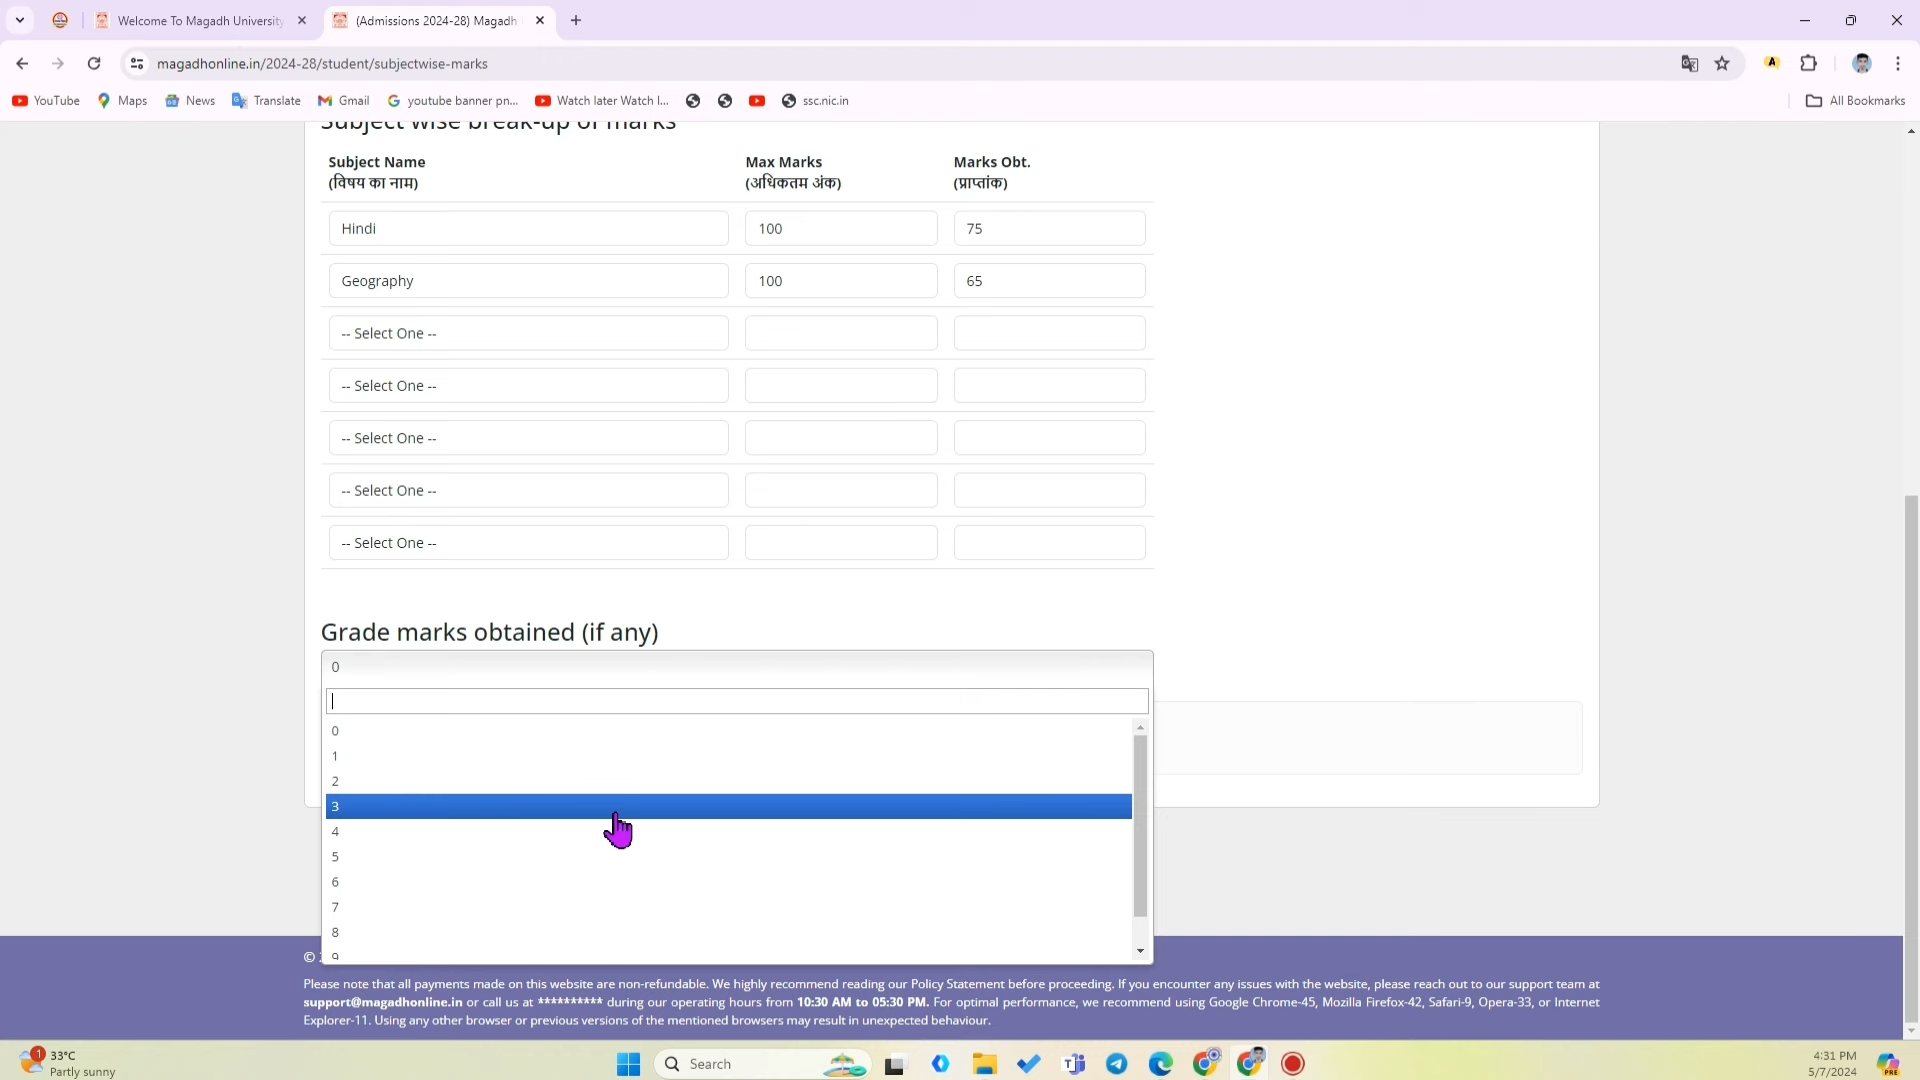 Welcome To Magadh University
(Admissions 2024-28) Magadh
magadhonline.in/2024-28/student/subjectwise-marks
YouTube Maps News Translate Gmail youtube banner pn... Watch later Watch l... ssc.nic.in All Bookmarks
Subject wise break-up of marks
Subject Name Max Marks Marks Obt.
(विषय का नाम) (अधिकतम अंक) (प्राप्तांक)
Hindi 100 75
Geography 100 65
-- Select One --
-- Select One --
-- Select One --
-- Select One --
-- Select One --
Grade marks obtained (if any)
0
0
1
2
3
4
5
6
7
8
9
©
Please note that all payments made on this website are non-refundable. We highly recommend reading our Policy Statement before proceeding. If you encounter any issues with the website, please reach out to our support team at
support@magadhonline.in or call us at ********** during our operating hours from 10:30 AM to 05:30 PM. For optimal performance, we recommend using Google Chrome-45, Mozilla Firefox-42, Safari-9, Opera-33, or Internet
Explorer-11. Using any other browser or previous versions of the mentioned browsers may result in unexpected behaviour.
1 33°C
Partly sunny
Search
4:31 PM
5/7/2024
PRE